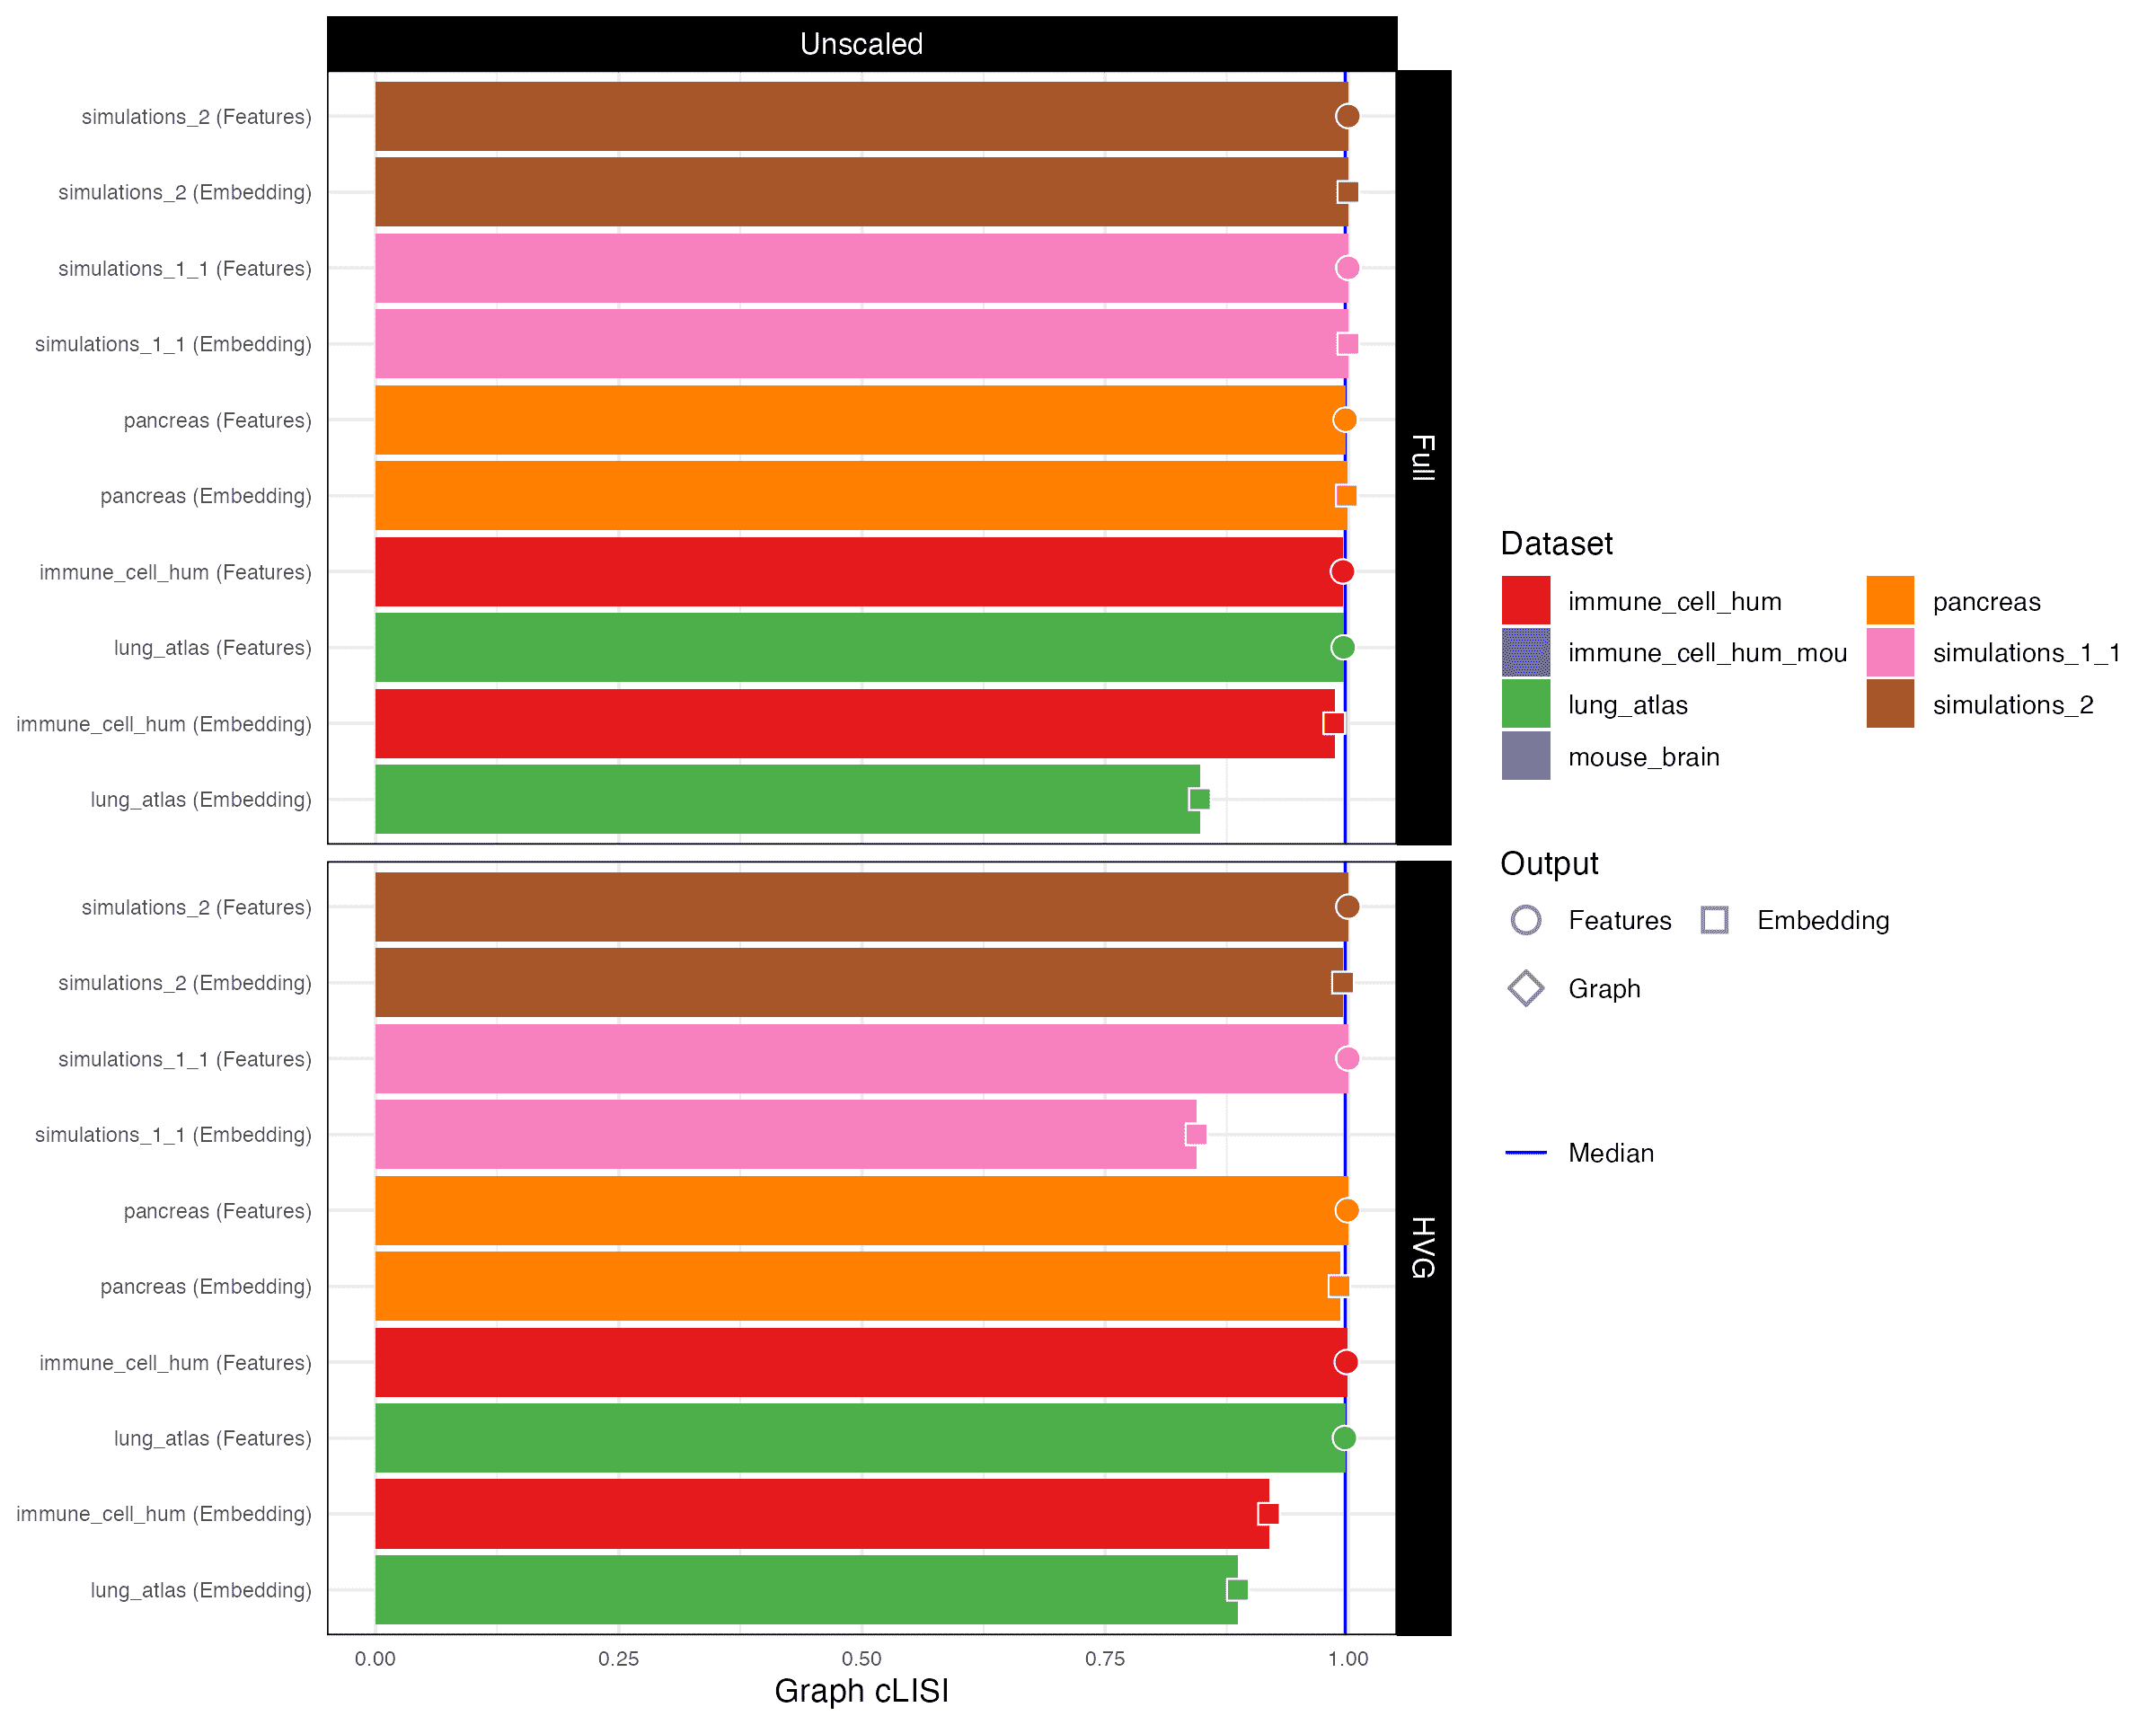 Unscaled
simulations_2 (Features)
simulations_2 (Embedding)
simulations_1_1 (Features)
simulations_1_1 (Embedding)
pancreas (Features)
pancreas (Embedding)
immune_cell_hum (Features)
lung_atlas (Features)
immune_cell_hum (Embedding)
lung_atlas (Embedding)
Full
simulations_2 (Features)
simulations_2 (Embedding)
simulations_1_1 (Features)
simulations_1_1 (Embedding)
pancreas (Features)
pancreas (Embedding)
immune_cell_hum (Features)
lung_atlas (Features)
immune_cell_hum (Embedding)
lung_atlas (Embedding)
HVG
0.00 0.25 0.50 0.75 1.00
Graph cLISI
Dataset
immune_cell_hum pancreas
immune_cell_hum_mou simulations_1_1
lung_atlas simulations_2
mouse_brain
Output
Features Embedding
Graph
Median